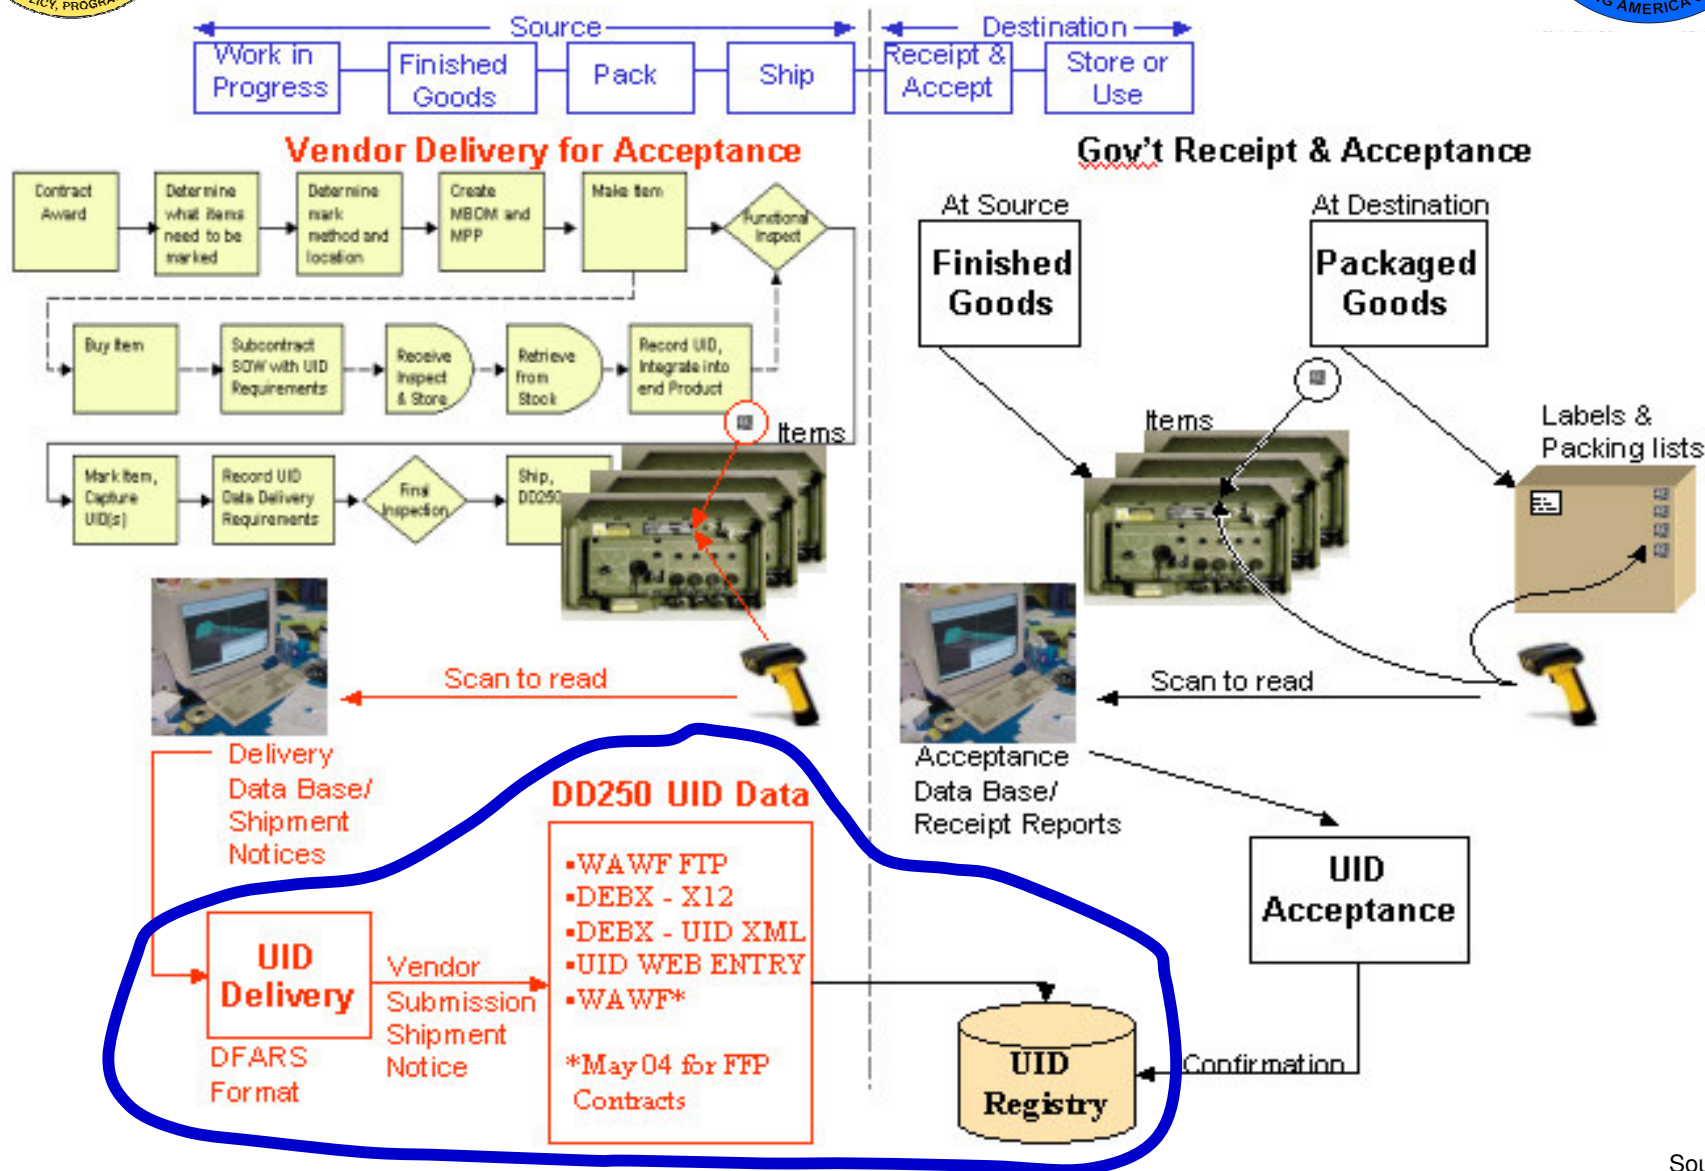 LICY, PROGRA
G AMERICA
Source
Destination
Work in
Progress
Finished
Goods
Pack
Ship
Receipt &
Accept
Store or
Use
Vendor Delivery for Acceptance
Gov't Receipt & Acceptance
Contract
Award
Determine
what items
need to be
marked
Determine
mark
method and
location
Create
MBOM and
MPP
Make Item
Functional
Inspect
Buy Item
Subcontract
SOW with UID
Requirements
Receive
Inspect
& Store
Retrieve
from
Stock
Record UID,
Integrate into
end Product
Items
Mark Item,
Capture
UID(s)
Record UID
Data Delivery
Requirements
Final
Inspection
Ship,
DD250
At Source
Finished
Goods
At Destination
Packaged
Goods
Items
Labels &
Packing lists
Scan to read
Scan to read
Delivery
Data Base/
Shipment
Notices
Acceptance
Data Base/
Receipt Reports
DD250 UID Data
▪WAWF FTP
▪DEBX - X12
▪DEBX - UID XML
▪UID WEB ENTRY
▪WAWF*
*May 04 for FFP
Contracts
UID
Delivery
DFARS
Format
Vendor
Submission
Shipment
Notice
UID
Acceptance
UID
Registry
Confirmation
Sou